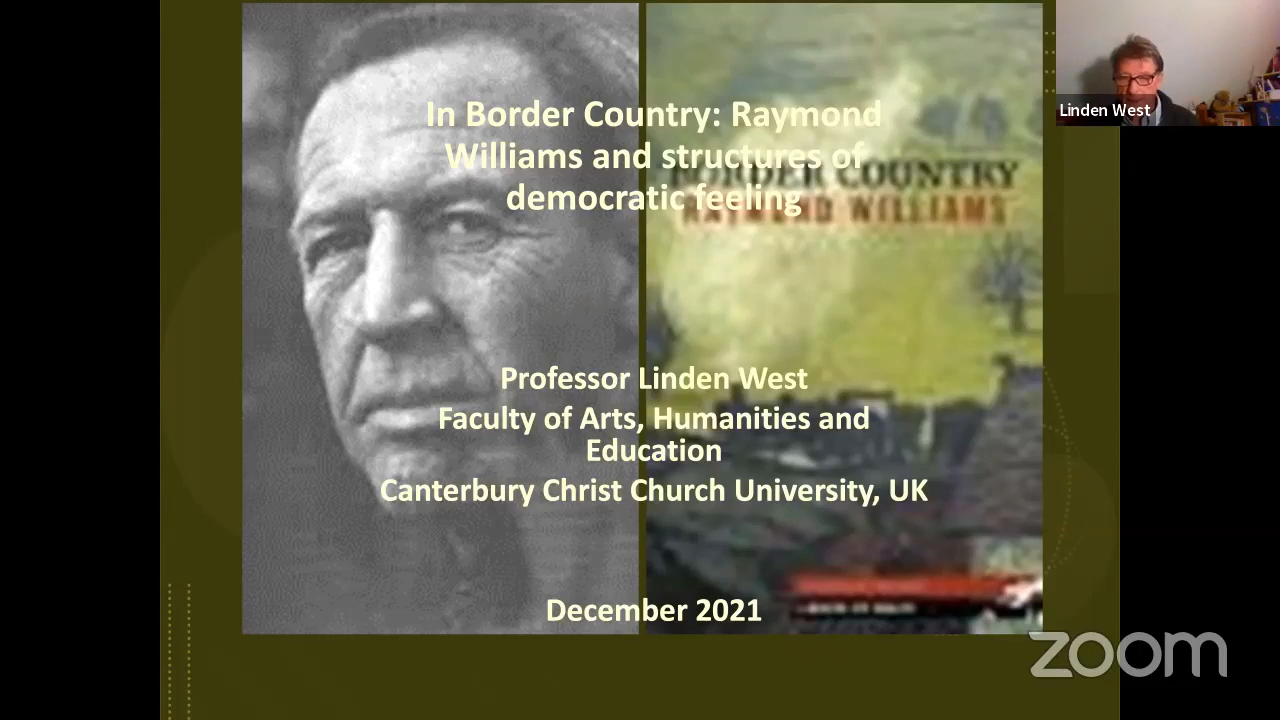 In Border Country: Raymond
Williams and structures of
democratic feeling
BORDER COUNTRY
RAYMOND WILLIAMS
Professor Linden West
Faculty of Arts, Humanities and
Education
Canterbury Christ Church University, UK
December 2021
Linden West
zoom